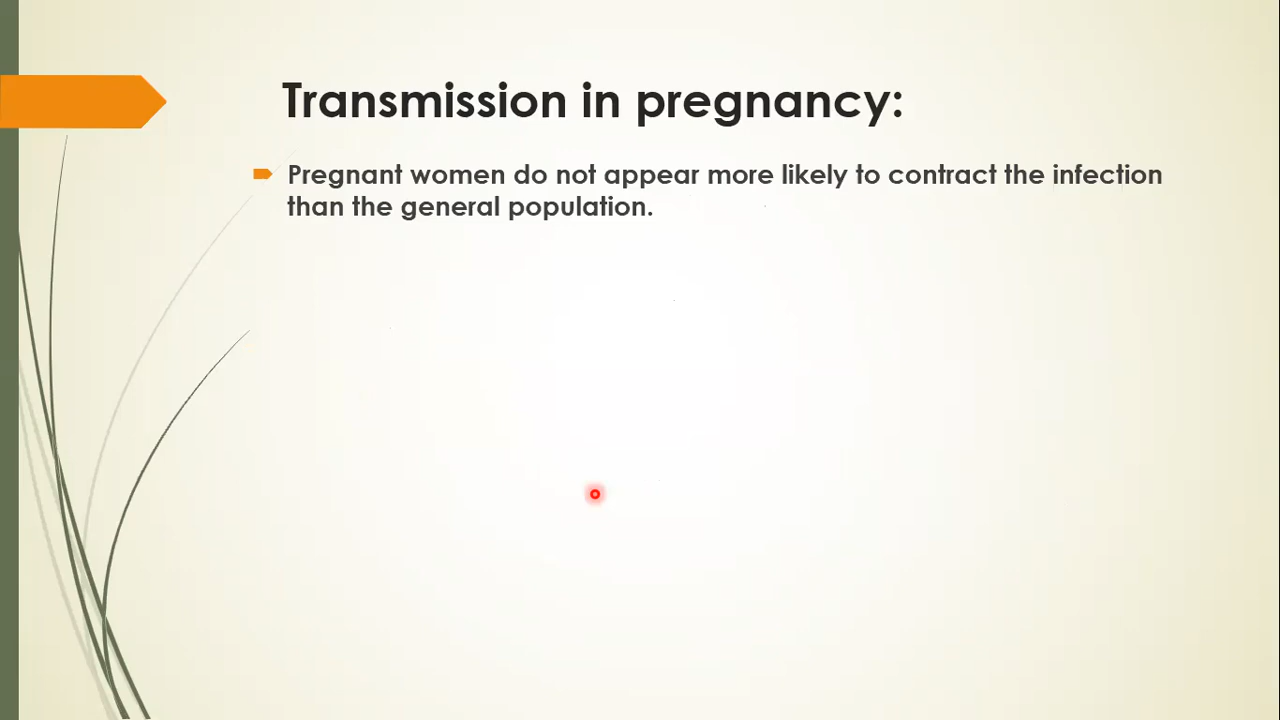 Transmission in pregnancy:
Pregnant women do not appear more likely to contract the infection
than the general population.